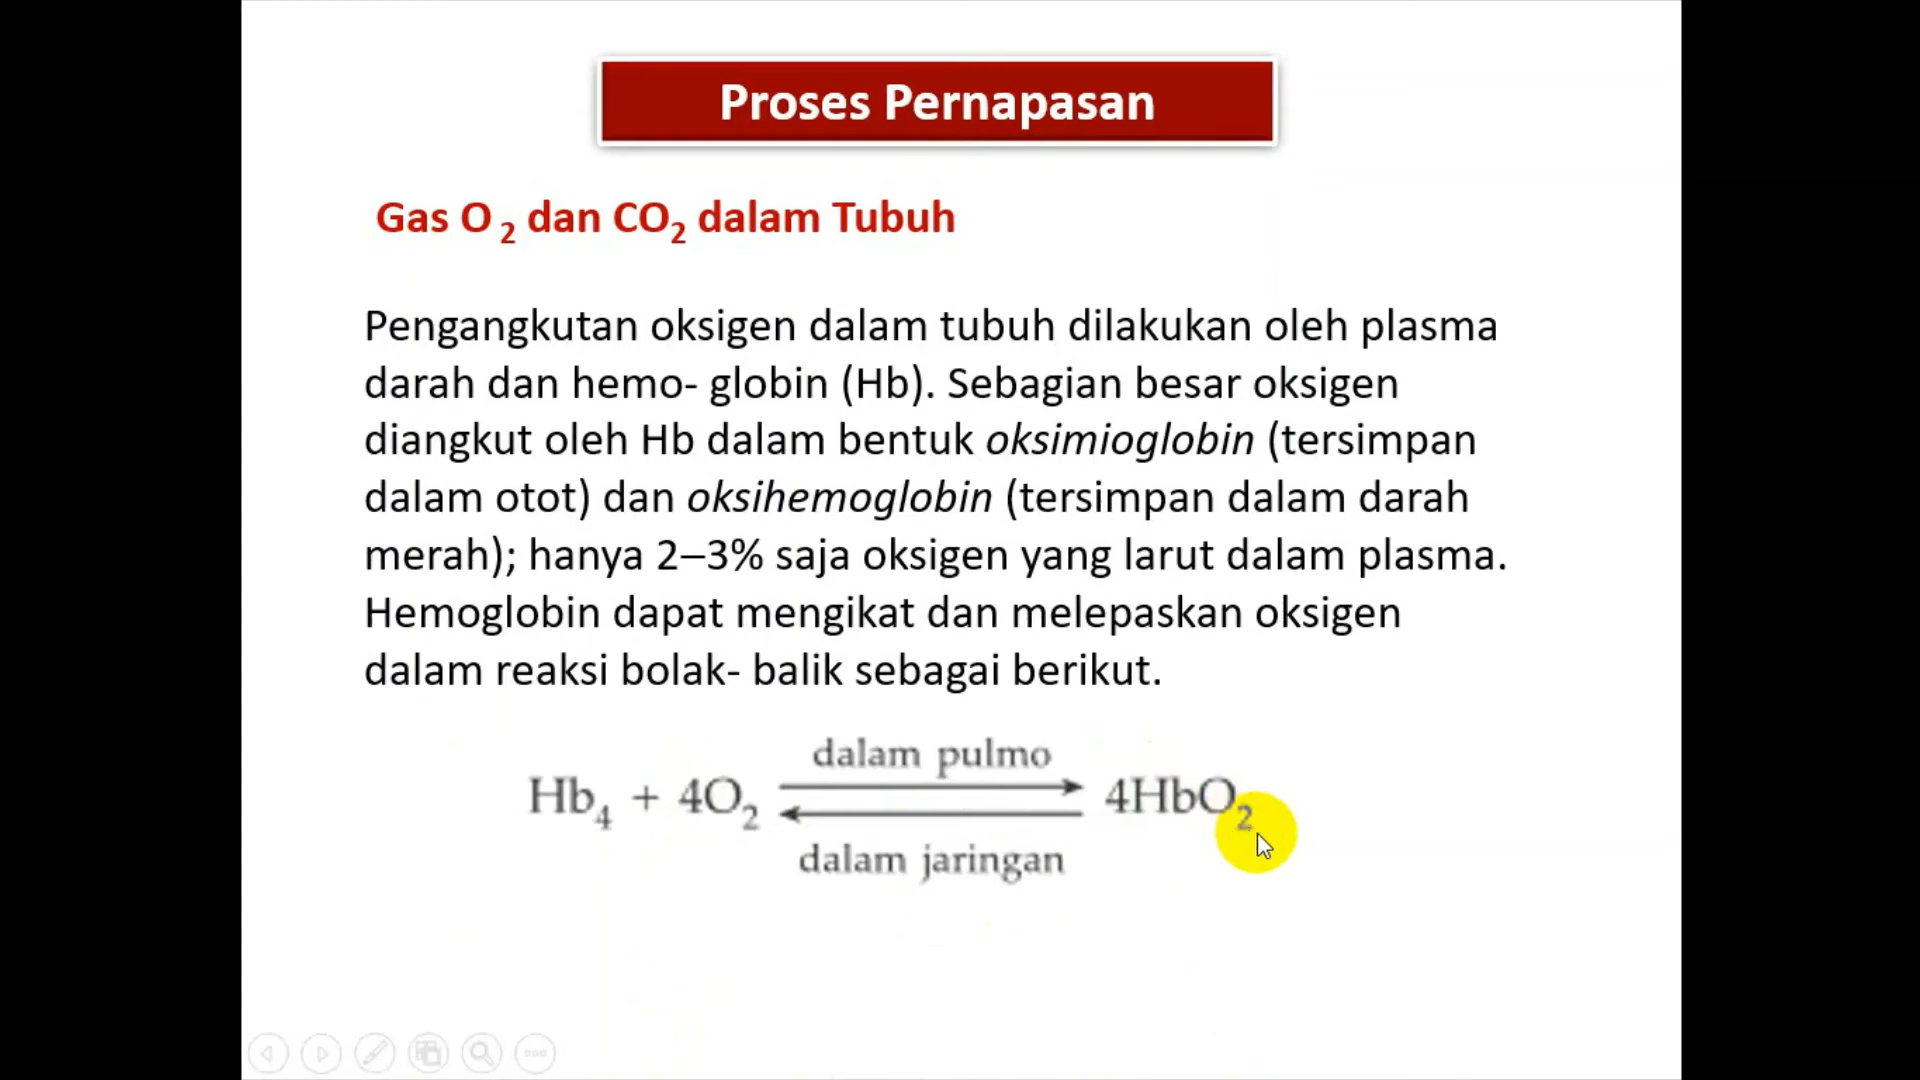 Proses Pernapasan
Gas O₂ dan CO₂ dalam Tubuh
Pengangkutan oksigen dalam tubuh dilakukan oleh plasma
darah dan hemo- globin (Hb). Sebagian besar oksigen
diangkut oleh Hb dalam bentuk oksimioglobin (tersimpan
dalam otot) dan oksihemoglobin (tersimpan dalam darah
merah); hanya 2–3% saja oksigen yang larut dalam plasma.
Hemoglobin dapat mengikat dan melepaskan oksigen
dalam reaksi bolak- balik sebagai berikut.
dalam pulmo
Hb₄ + 4O₂ ⇄ 4HbO₂
dalam jaringan